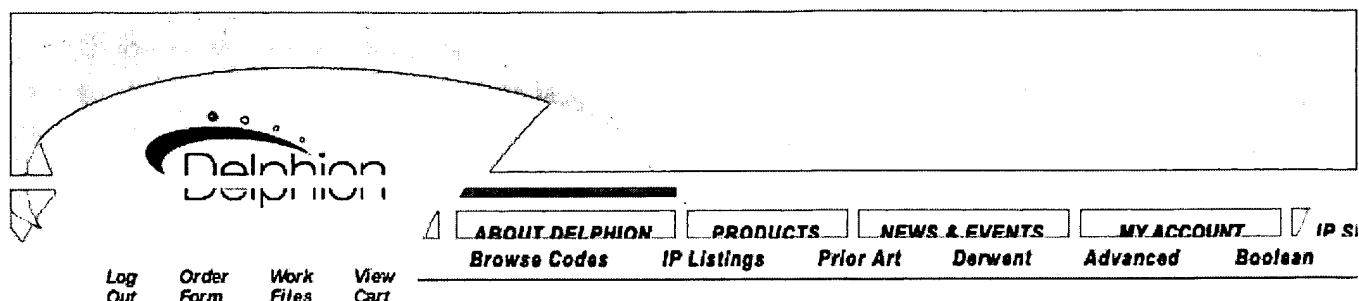 Delphion
ABOUT DELPHION PRODUCTS NEWS & EVENTS MY ACCOUNT IP
Browse Codes IP Listings Prior Art Derwent Advanced Boolean
Log Order Work View
Out Form Files Cart